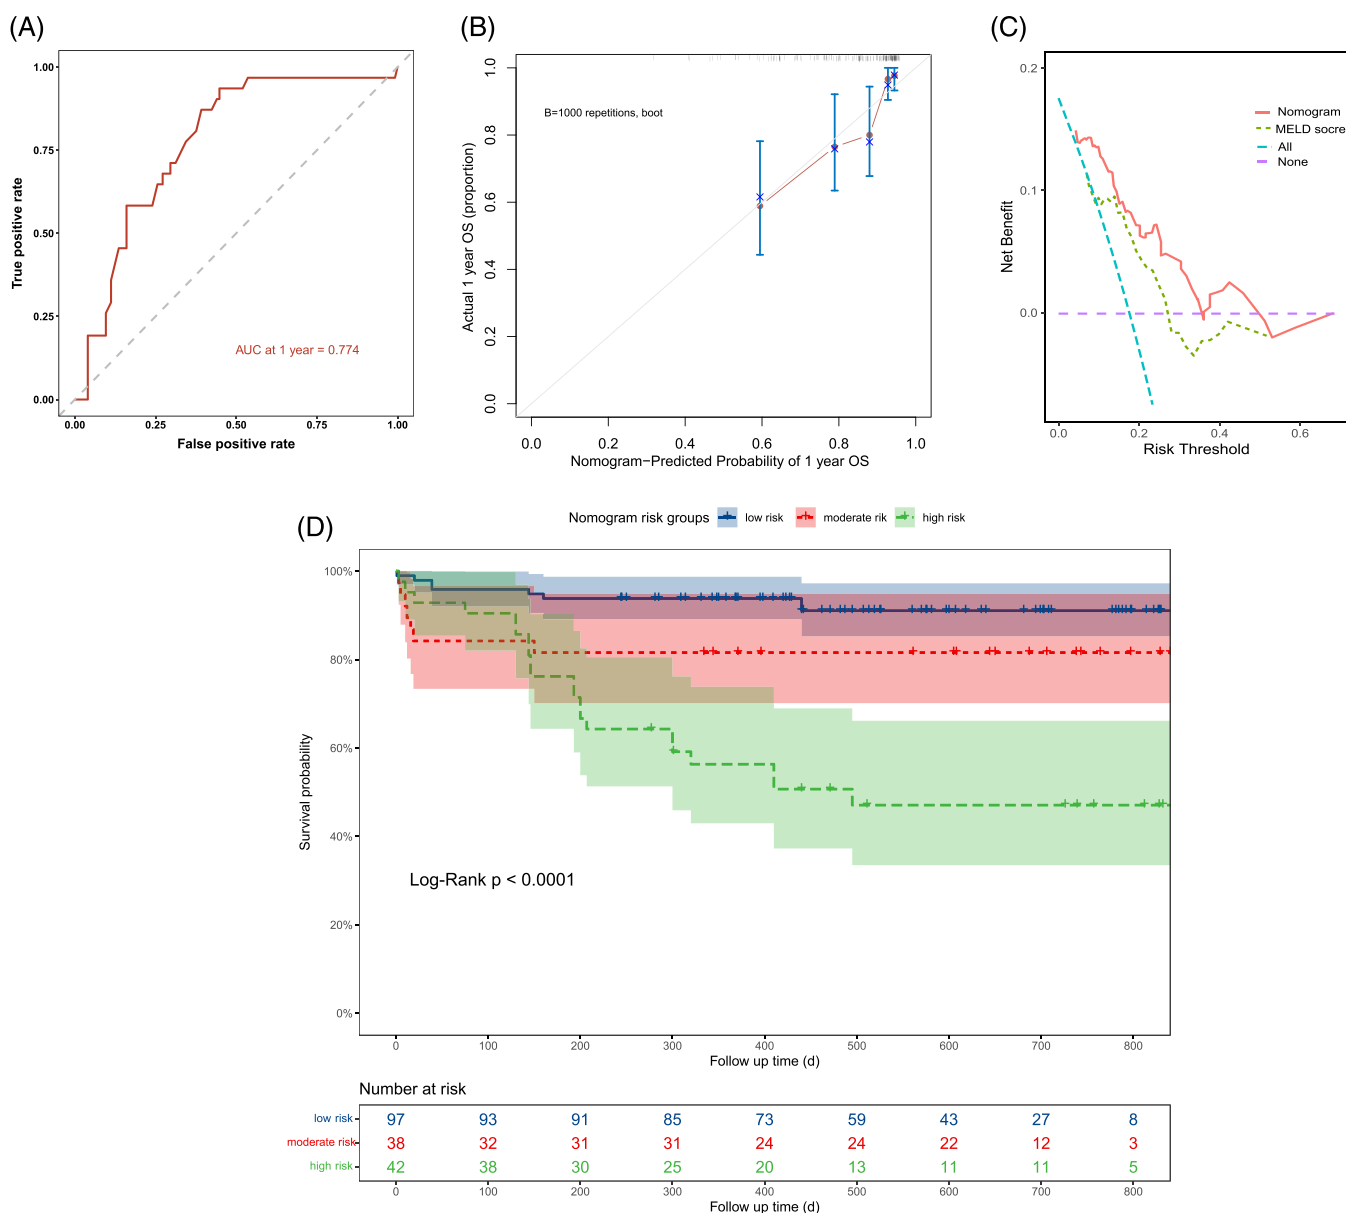 (A)
1.00
0.75
0.50
0.25
0.00
True positive rate
AUC at 1 year = 0.774
0.00 0.25 0.50 0.75 1.00
False positive rate
(B)
1.0
0.8
0.6
0.4
0.2
0.0
Actual 1 year OS (proportion)
B=1000 repetitions, boot
0.0 0.2 0.4 0.6 0.8 1.0
Nomogram−Predicted Probability of 1 year OS
(C)
0.2
0.1
0.0
Net Benefit
Nomogram
MELD socre
All
None
0.0 0.2 0.4 0.6
Risk Threshold
(D)
Nomogram risk groups low risk moderate rik high risk
100%
80%
60%
40%
20%
0%
Survival probability
Log-Rank p < 0.0001
0 100 200 300 400 500 600 700 800
Follow up time (d)
Number at risk
low risk 97 93 91 85 73 59 43 27 8
moderate risk 38 32 31 31 24 24 22 12 3
high risk 42 38 30 25 20 13 11 11 5
0 100 200 300 400 500 600 700 800
Follow up time (d)